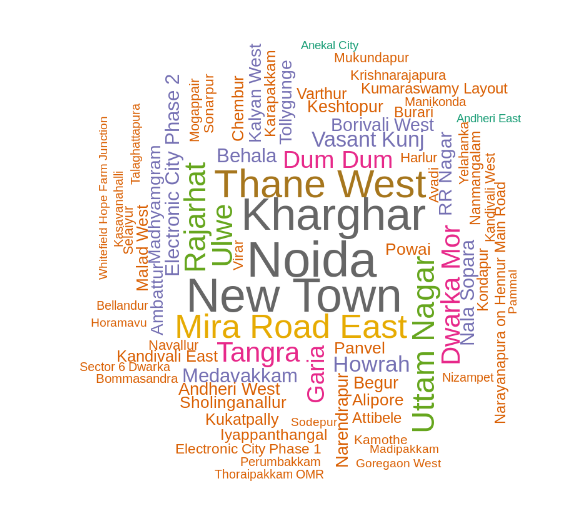 Anekal City
Mukundapur
Krishnarajapura
Kumaraswamy Layout
Varthur
Manikonda
Keshtopur
Burari
Andheri East
Borivali West
Vasant Kunj
Behala
Dum Dum
Harlur
Thane West
Kharghar
Noida
New Town
Mira Road East
Powai
Tangra
Panvel
Howrah
Begur
Alipore
Attibele
Kamothe
Madipakkam
Goregaon West
Nizampet
Bellandur
Horamavu
Navallur
Kandivali East
Sector 6 Dwarka
Bommasandra
Medavakkam
Andheri West
Sholinganallur
Kukatpally
Sodepur
Iyappanthangal
Electronic City Phase 1
Perumbakkam
Thoraipakkam OMR
Whitefield Hope Farm Junction
Kasavanahalli
Selaiyur
Talaghattapura
Malad West
Madhyamgram
Ambattur
Electronic City Phase 2
Mogappair
Sonarpur
Rajarhat
Ulwe
Virar
Chembur
Kalyan West
Karapakkam
Tollygunge
Garia
Narendrapur
Uttam Nagar
Avadi
RR Nagar
Yelahanka
Nanmangalam
Kandivali West
Dwarka Mor
Nala Sopara
Kondapur
Narayanapura on Hennur Main Road
Pammal